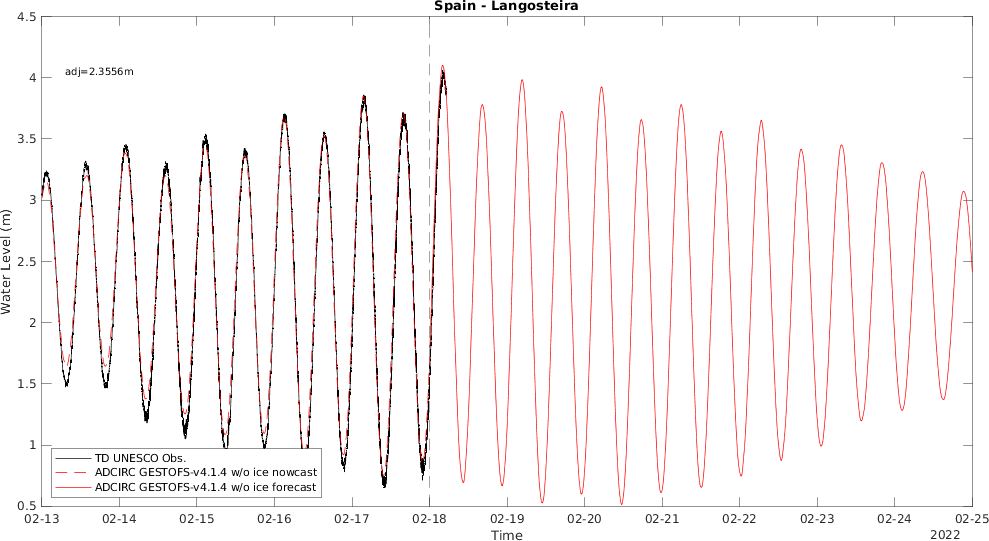 Spain - Langosteira
adj=2.3556m
4.5
4
3.5
3
2.5
2
1.5
1
0.5
Water Level (m)
TD UNESCO Obs.
ADCIRC GESTOFS-v4.1.4 w/o ice nowcast
ADCIRC GESTOFS-v4.1.4 w/o ice forecast
02-13 02-14 02-15 02-16 02-17 02-18 02-19 02-20 02-21 02-22 02-23 02-24 02-25
Time
2022